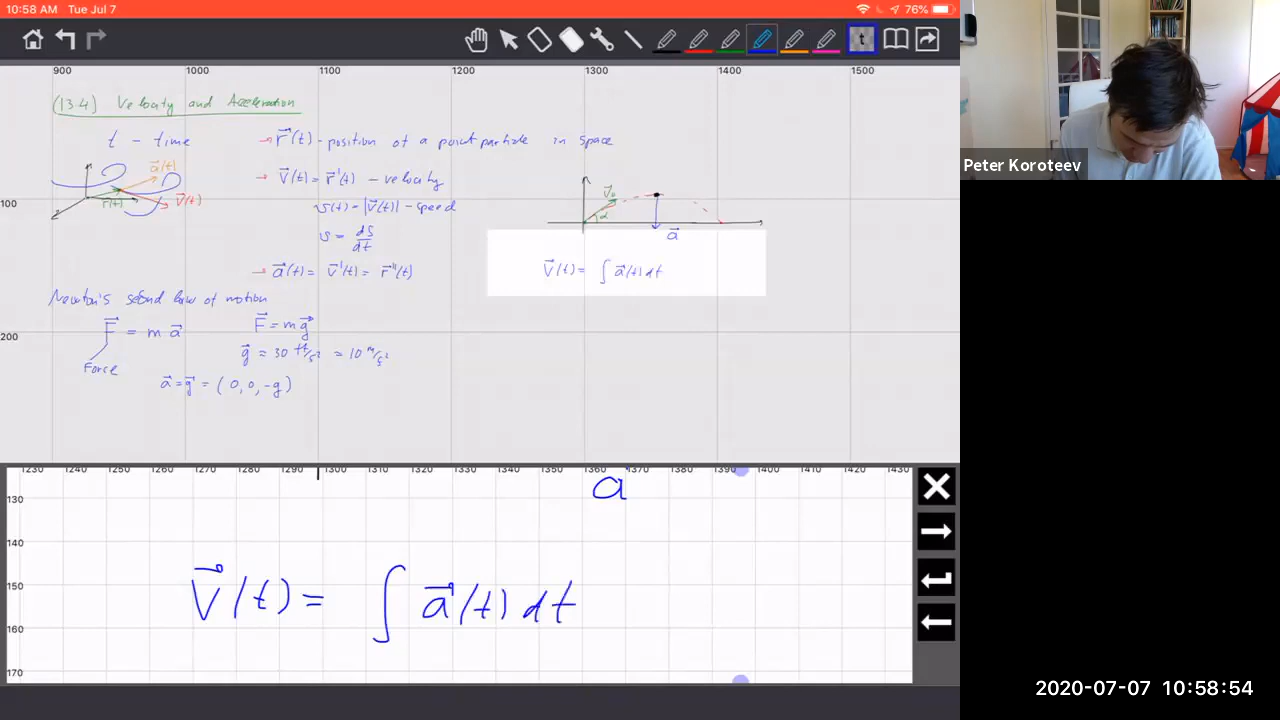 10:58 AM Tue Jul 7 76%
t
900 1000 1100 1200 1300 1400 1500
(13.4) Velocity and Acceleration
t - time
→ r⃗(t) - position of a point particle in space
a⃗(t)
r⃗(t) v⃗(t)
→ v⃗(t) = r⃗'(t) - velocity
v(t) = |v⃗(t)| - speed
v = ds/dt
→ a⃗(t) = v⃗'(t) = r⃗''(t)
100
v⃗₀ α
a⃗
v⃗(t) = ∫ a⃗(t) dt
Newton's second law of motion
F⃗ = m a⃗ F⃗ = m g⃗
200
Force
g⃗ ≈ 30 ft/s² ≈ 10 m/s²
a⃗ = g⃗ = (0, 0, -g)
1230 1240 1250 1260 1270 1280 1290 1300 1310 1320 1330 1340 1350 1360 1370 1380 1390 1400 1410 1420 1430
a
130
140
150
v⃗(t) = ∫ a⃗(t) dt
160
170
Peter Koroteev
2020-07-07 10:58:54